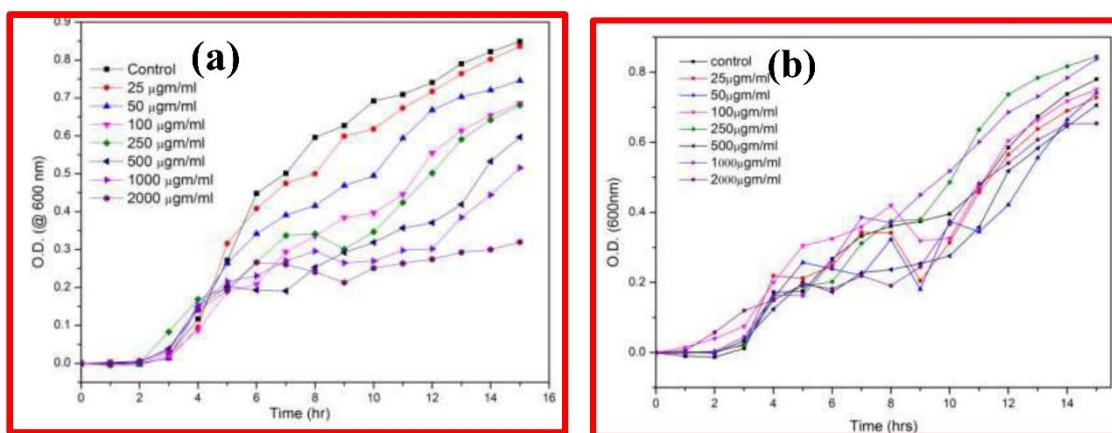 (a)
Control
25 µgm/ml
50 µgm/ml
100 µgm/ml
250 µgm/ml
500 µgm/ml
1000 µgm/ml
2000 µgm/ml
O.D. (@ 600 nm)
0.9
0.8
0.7
0.6
0.5
0.4
0.3
0.2
0.1
0.0
0 2 4 6 8 10 12 14 16
Time (hr)
(b)
control
25µgm/ml
50µgm/ml
100µgm/ml
250µgm/ml
500µgm/ml
1000µgm/ml
2000µgm/ml
O.D. (600nm)
0.8
0.6
0.4
0.2
0.0
0 2 4 6 8 10 12 14
Time (hrs)